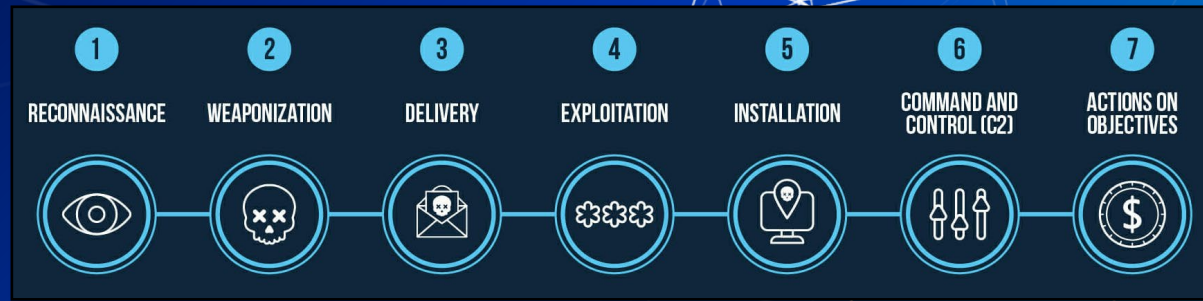 1
RECONNAISSANCE
2
WEAPONIZATION
3
DELIVERY
4
EXPLOITATION
5
INSTALLATION
6
COMMAND AND
CONTROL (C2)
7
ACTIONS ON
OBJECTIVES
$